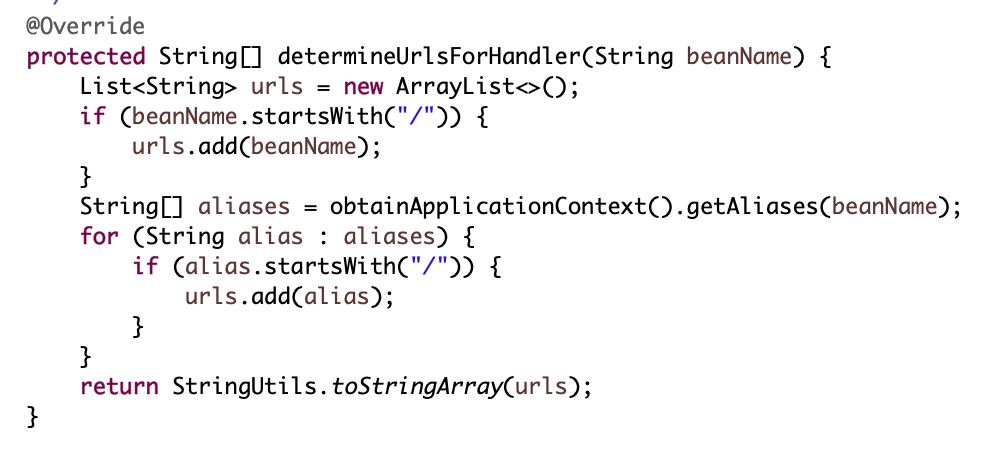 @Override
protected String[] determineUrlsForHandler(String beanName) {
    List<String> urls = new ArrayList<>();
    if (beanName.startsWith("/")) {
        urls.add(beanName);
    }
    String[] aliases = obtainApplicationContext().getAliases(beanName);
    for (String alias : aliases) {
        if (alias.startsWith("/")) {
            urls.add(alias);
        }
    }
    return StringUtils.toStringArray(urls);
}